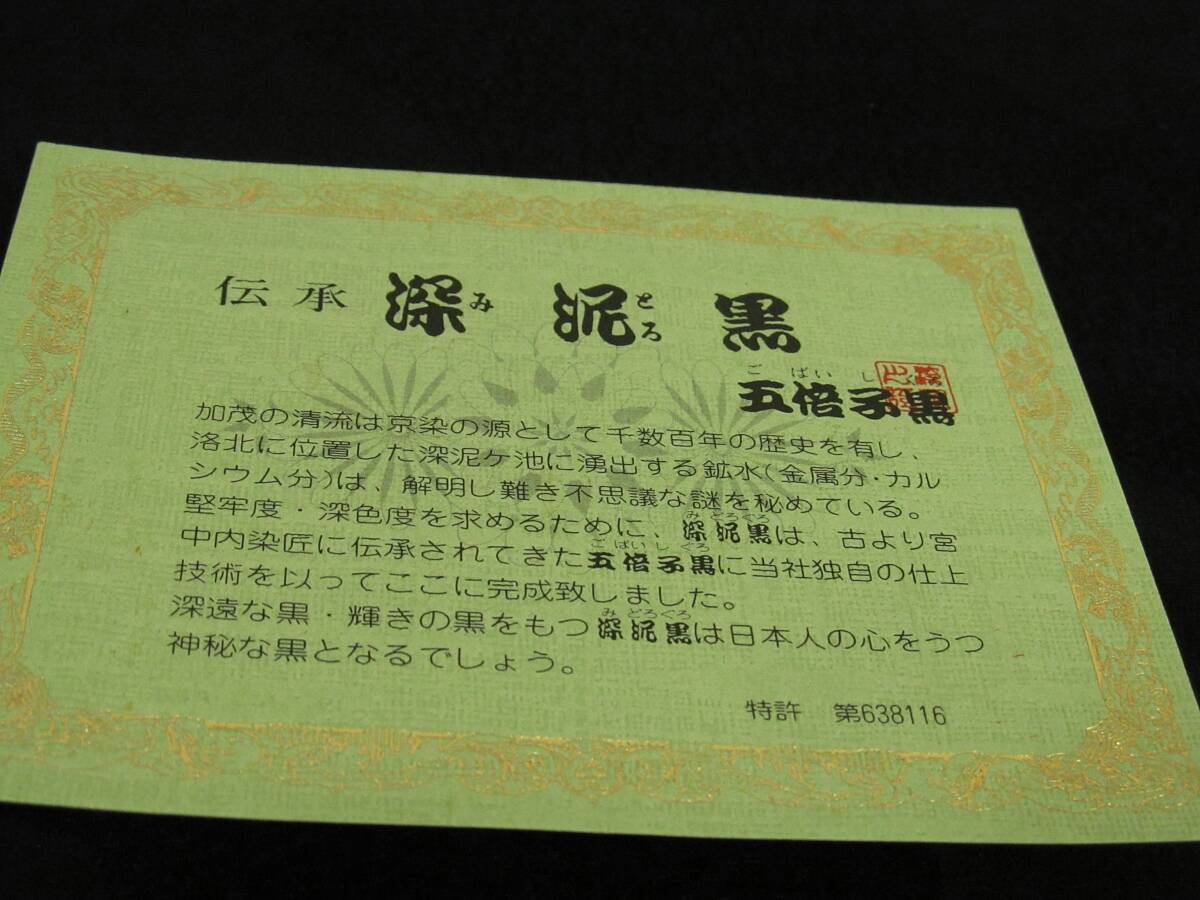 伝承 深泥黒
み とろ
五倍子黒
ご ばい し
加茂の清流は京染の源として千数百年の歴史を有し、
洛北に位置した深泥ケ池に湧出する鉱水(金属分・カル
シウム分)は、解明し難き不思議な謎を秘めている。
堅牢度・深色度を求めるために、深泥黒は、古より宮
中内染匠に伝承されてきた五倍子黒に当社独自の仕上
技術を以ってここに完成致しました。
深遠な黒・輝きの黒をもつ深泥黒は日本人の心をうつ
神秘な黒となるでしょう。
特許 第638116